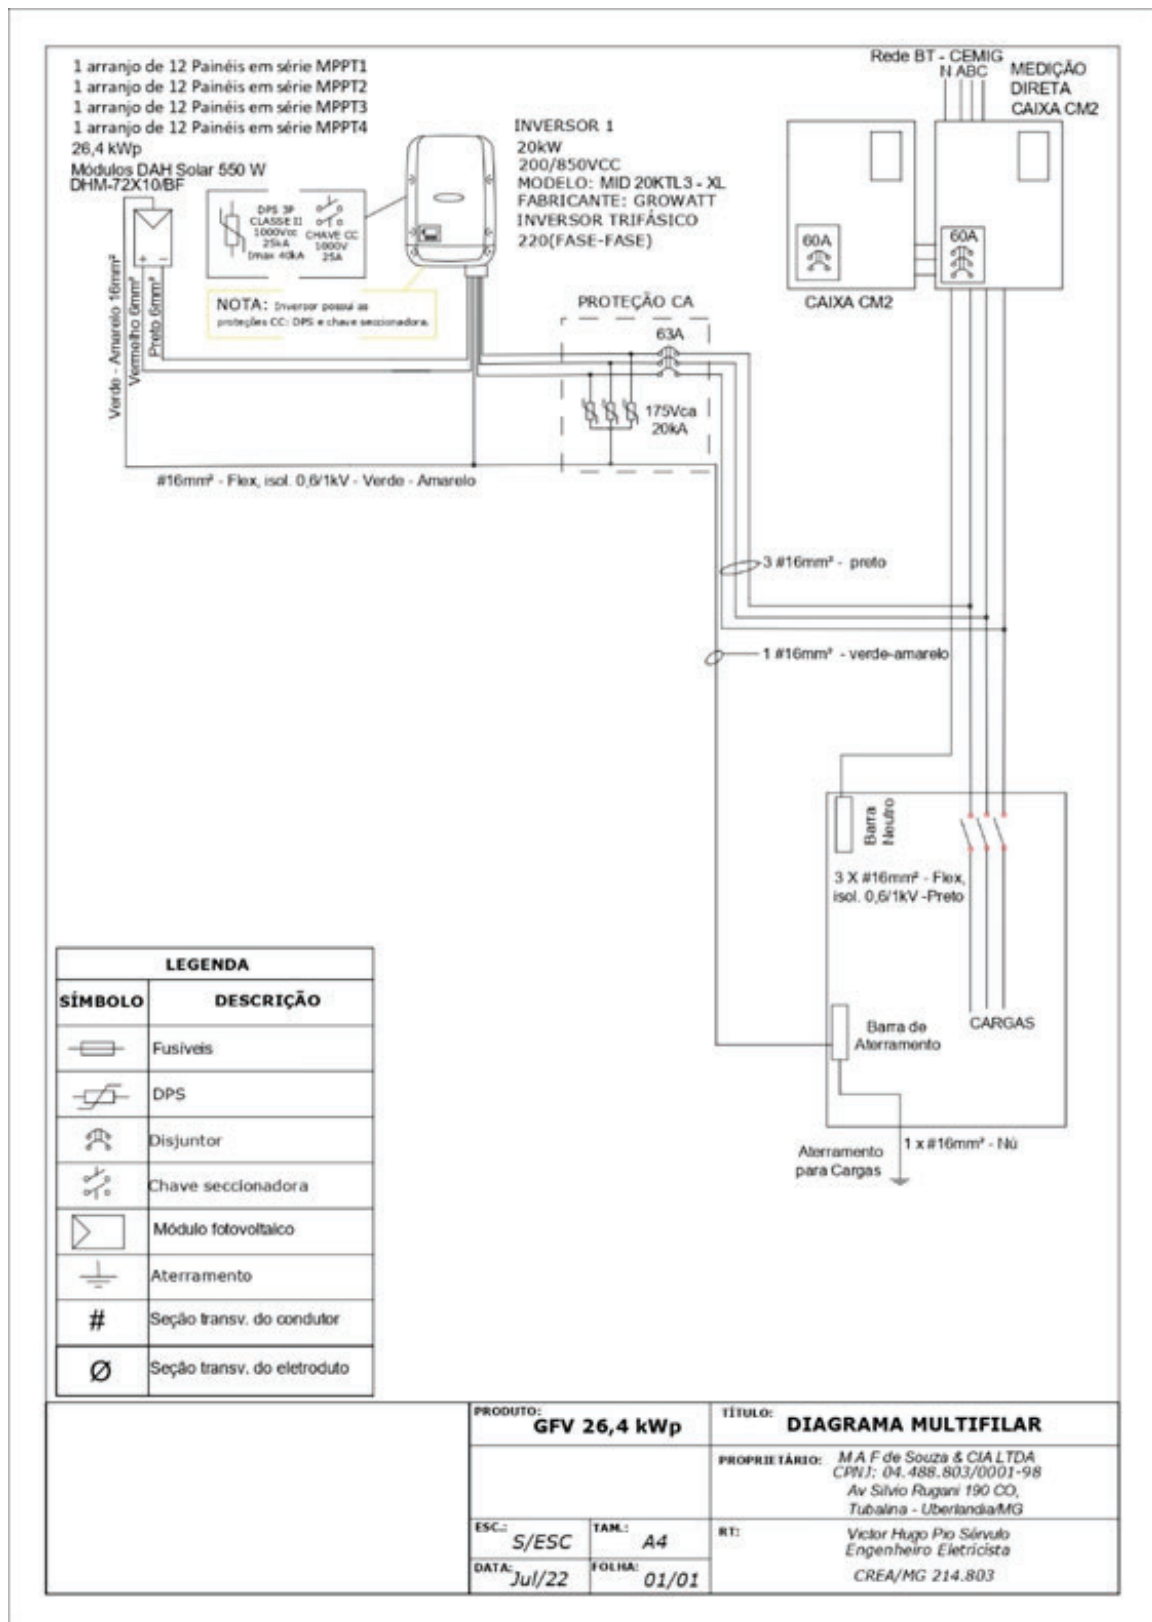 1 arranjo de 12 Painéis em série MPPT1
1 arranjo de 12 Painéis em série MPPT2
1 arranjo de 12 Painéis em série MPPT3
1 arranjo de 12 Painéis em série MPPT4
26,4 kWp
Módulos DAH Solar 550 W
DHM-72X10/BF
Rede BT - CEMIG
N ABC
MEDIÇÃO
DIRETA
CAIXA CM2
INVERSOR 1
20kW
200/850VCC
MODELO: MID 20KTL3 - XL
FABRICANTE: GROWATT
INVERSOR TRIFÁSICO
220(FASE-FASE)
DPS 3P
CLASSE II
1000Vcc
25kA
Imax 40kA
CHAVE CC
1000V
25A
60A
60A
CAIXA CM2
+ -
Verde - Amarelo 16mm²
Vermelho 6mm²
Preto 6mm²
NOTA: Inversor possui as
proteções CC: DPS e chave seccionadora.
PROTEÇÃO CA
63A
175Vca
20kA
#16mm² - Flex, isol. 0,6/1kV - Verde - Amarelo
3 #16mm² - preto
1 #16mm² - verde-amarelo
Barra
Neutro
3 X #16mm² - Flex,
isol. 0,6/1kV -Preto
CARGAS
Barra de
Aterramento
1 x #16mm² - Nú
Aterramento
para Cargas
LEGENDA
SÍMBOLO DESCRIÇÃO
Fusíveis
DPS
Disjuntor
Chave seccionadora
Módulo fotovoltaico
Aterramento
# Seção transv. do condutor
Ø Seção transv. do eletroduto
PRODUTO:
GFV 26,4 kWp
TÍTULO:
DIAGRAMA MULTIFILAR
PROPRIETÁRIO: M A F de Souza & CIA LTDA
CPNJ: 04.488.803/0001-98
Av Silvio Rugani 190 CO,
Tubalina - Uberlandia/MG
ESC.: S/ESC
TAM.: A4
RT: Victor Hugo Pio Sérvulo
Engenheiro Eletricista
CREA/MG 214.803
DATA: Jul/22
FOLHA: 01/01